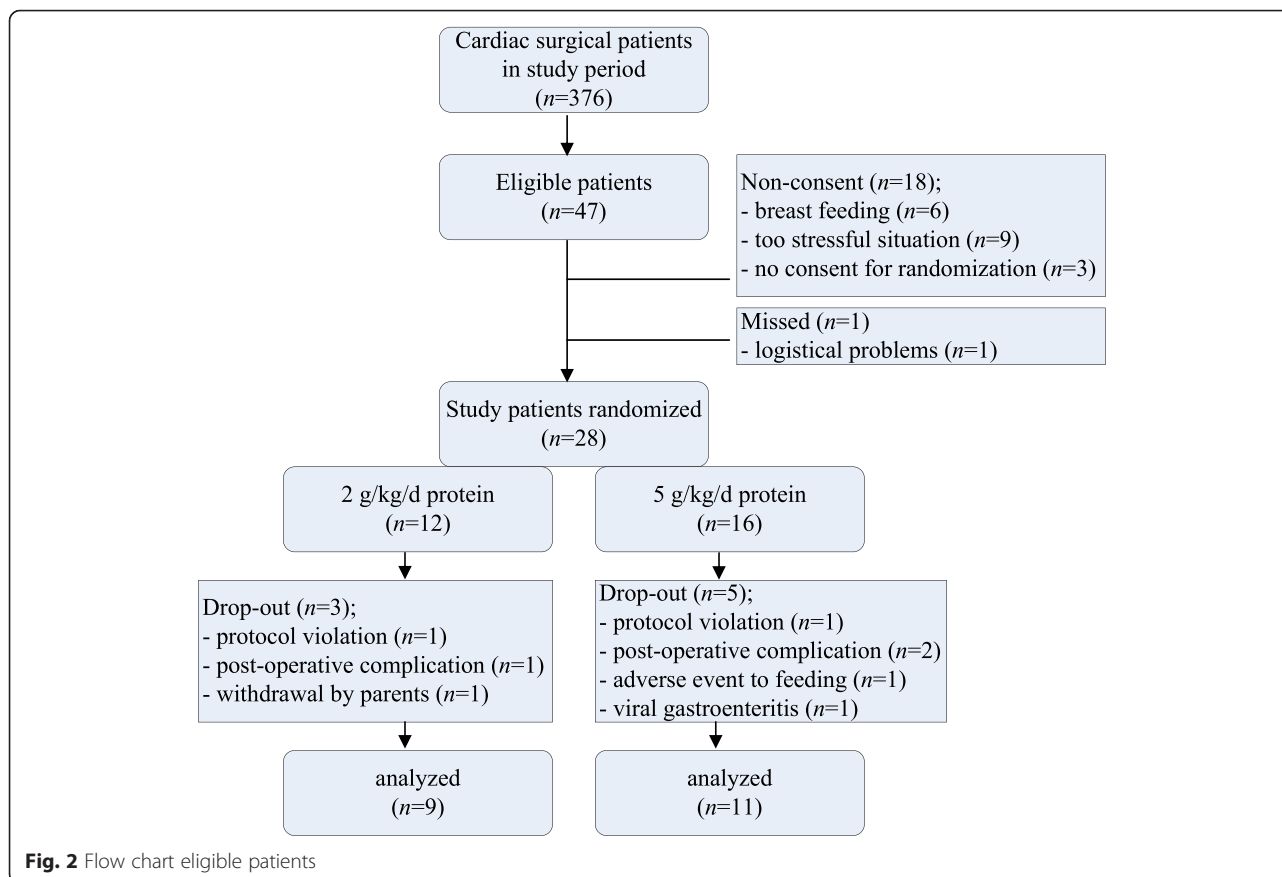 Cardiac surgical patients
in study period
(n=376)
Eligible patients
(n=47)
Non-consent (n=18);
- breast feeding (n=6)
- too stressful situation (n=9)
- no consent for randomization (n=3)
Missed (n=1)
- logistical problems (n=1)
Study patients randomized
(n=28)
2 g/kg/d protein
(n=12)
5 g/kg/d protein
(n=16)
Drop-out (n=3);
- protocol violation (n=1)
- post-operative complication (n=1)
- withdrawal by parents (n=1)
Drop-out (n=5);
- protocol violation (n=1)
- post-operative complication (n=2)
- adverse event to feeding (n=1)
- viral gastroenteritis (n=1)
analyzed
(n=9)
analyzed
(n=11)
Fig. 2 Flow chart eligible patients